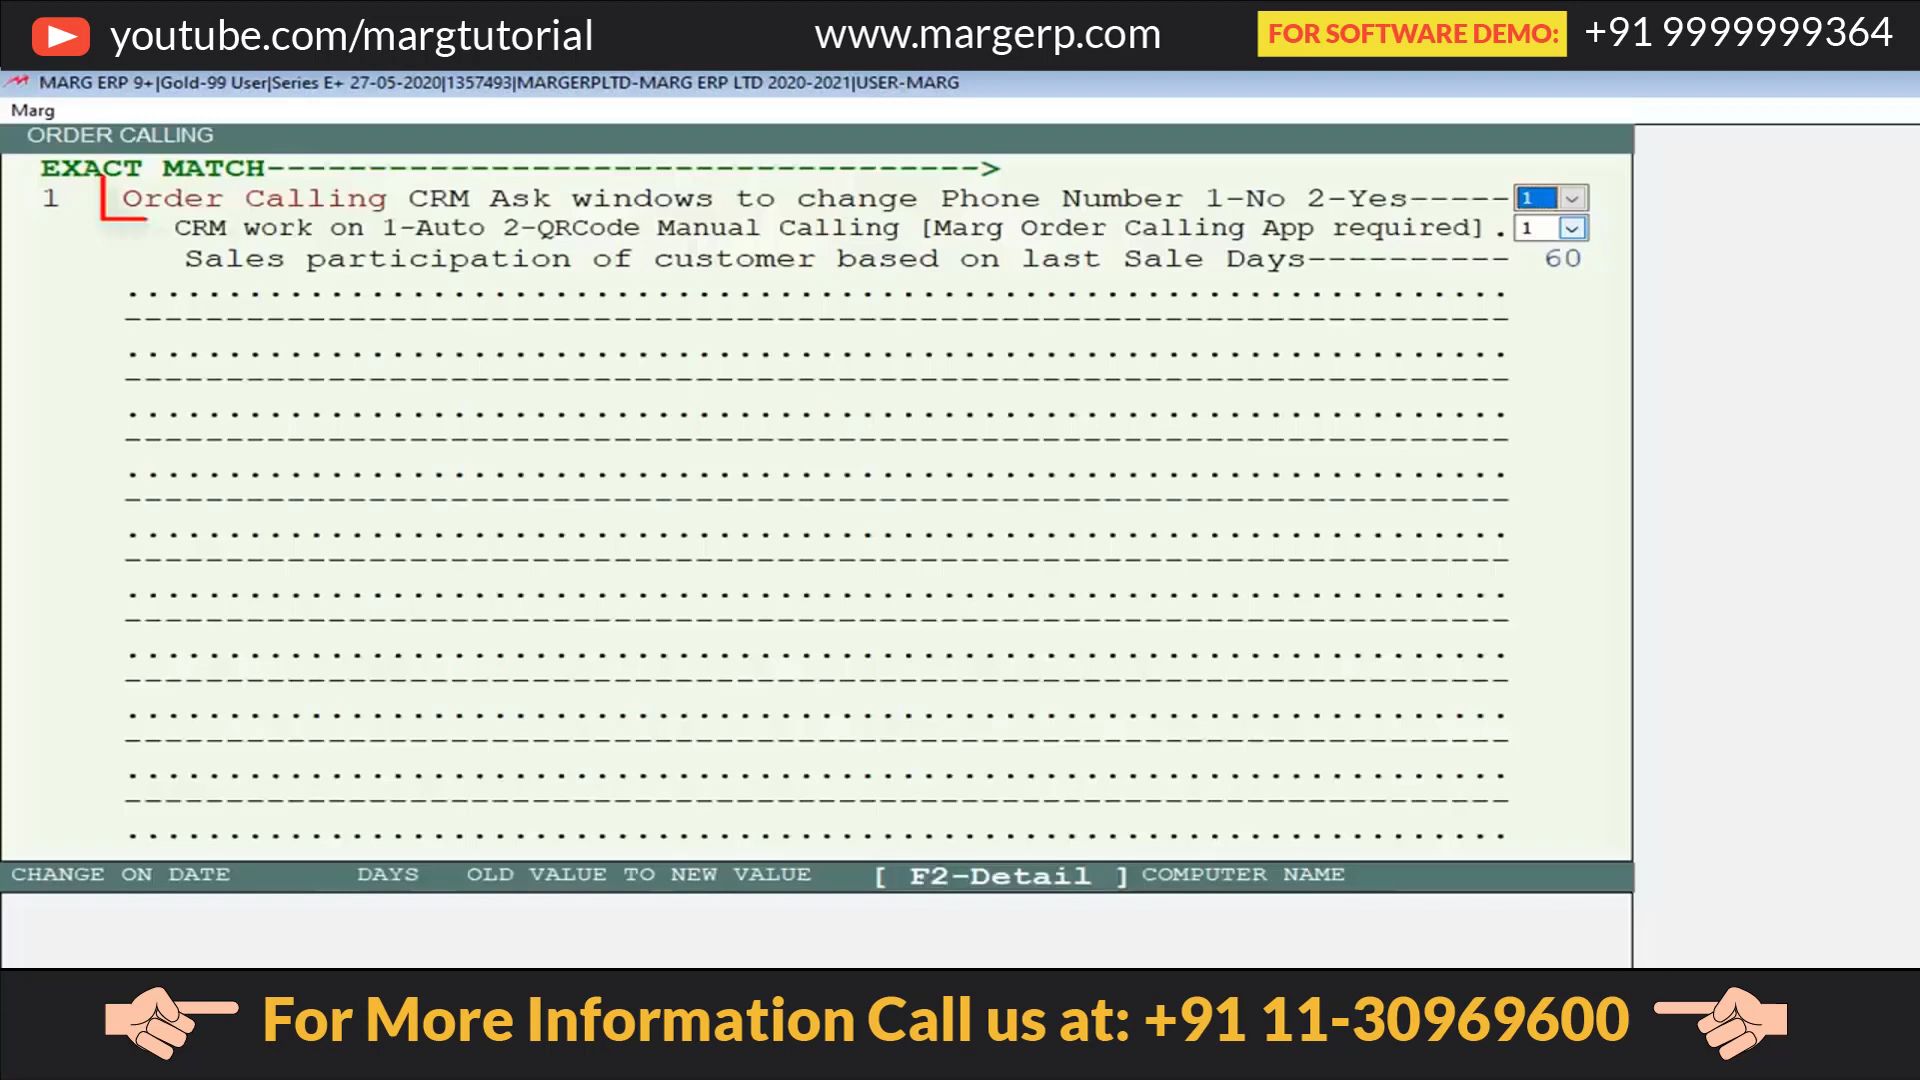 youtube.com/margtutorial www.margerp.com FOR SOFTWARE DEMO: +91 9999999364
MARG ERP 9+|Gold-99 User|Series E+ 27-05-2020|1357493|MARGERPLTD-MARG ERP LTD 2020-2021|USER-MARG
Marg
ORDER CALLING
EXACT MATCH----------------------------------->
1 Order Calling CRM Ask windows to change Phone Number 1-No 2-Yes----- 1
CRM work on 1-Auto 2-QRCode Manual Calling [Marg Order Calling App required]. 1
Sales participation of customer based on last Sale Days---------- 60
CHANGE ON DATE DAYS OLD VALUE TO NEW VALUE [ F2-Detail ] COMPUTER NAME
For More Information Call us at: +91 11-30969600